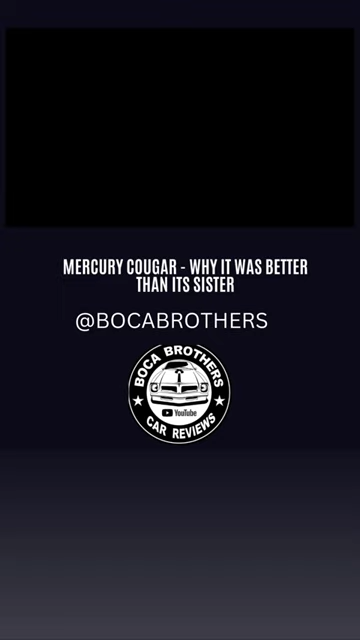 MERCURY COUGAR - WHY IT WAS BETTER
THAN ITS SISTER
@BOCABROTHERS
BOCA BROTHERS
YouTube
CAR REVIEWS